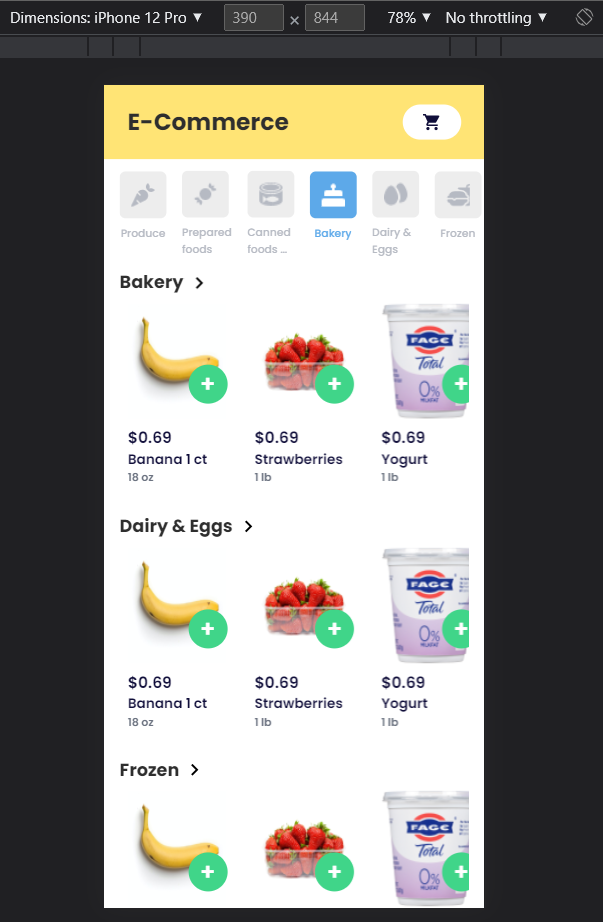 Dimensions: iPhone 12 Pro ▼ 390 × 844 78% ▼ No throttling ▼
E-Commerce
Produce
Prepared foods
Canned foods ...
Bakery
Dairy & Eggs
Frozen
Bakery >
FAGE
Total
0%
MILKFAT
$0.69 $0.69 $0.69
Banana 1 ct Strawberries Yogurt
18 oz 1 lb 1 lb
Dairy & Eggs >
FAGE
Total
0%
MILKFAT
$0.69 $0.69 $0.69
Banana 1 ct Strawberries Yogurt
18 oz 1 lb 1 lb
Frozen >
FAGE
Total
0%
MILKFAT